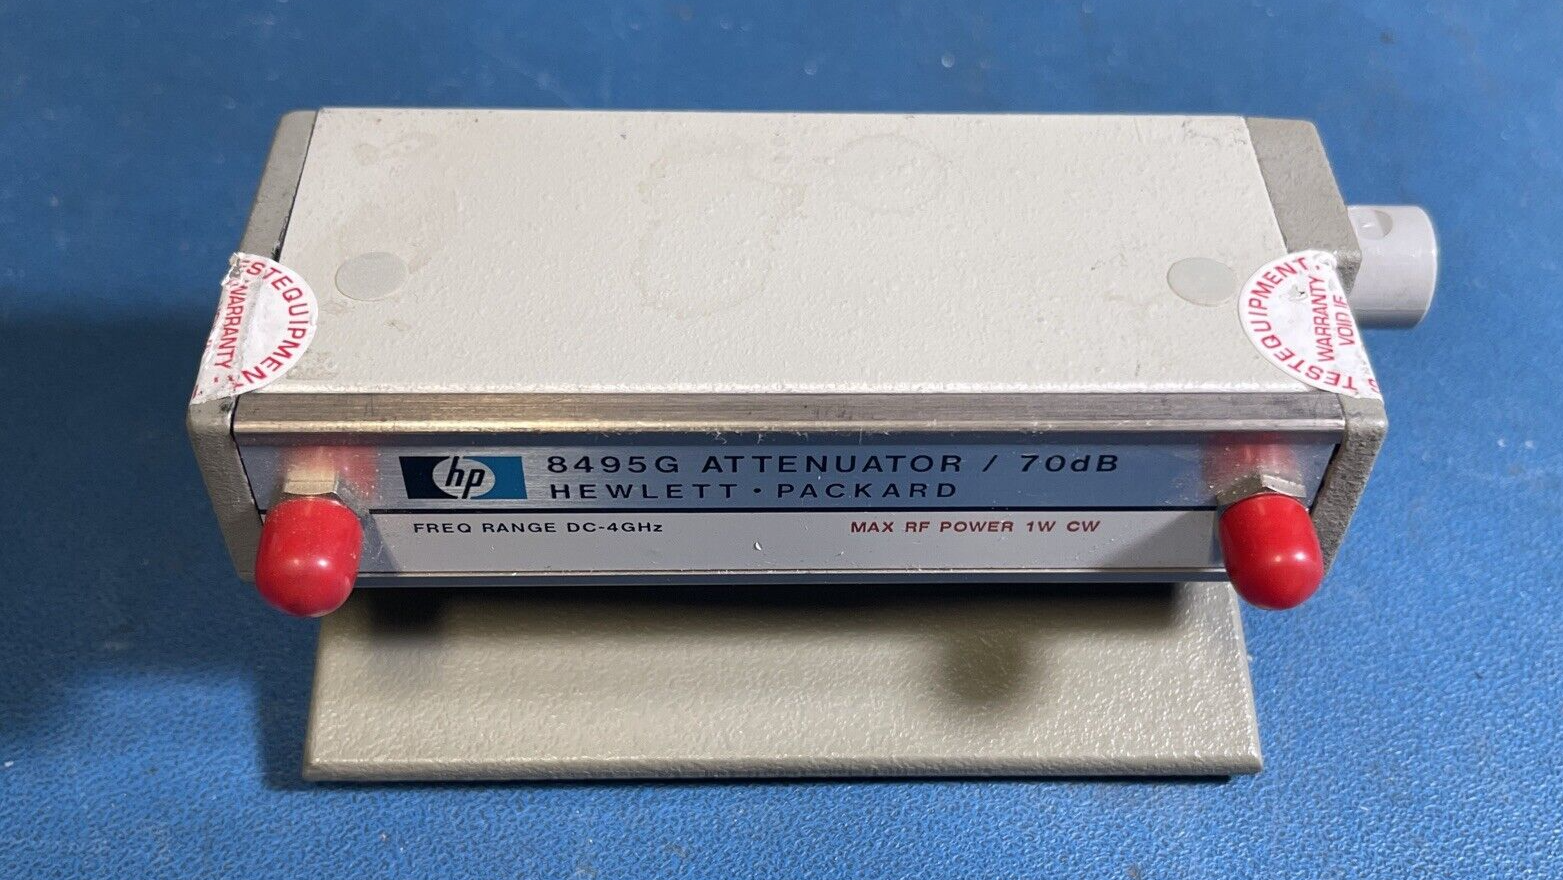 hp
8495G ATTENUATOR / 70dB
HEWLETT • PACKARD
FREQ RANGE DC-4GHz
MAX RF POWER 1W CW
STEQUIPMENT
WARRANTY
TESTEQUIPMENT
WARRANTY
VOID IF